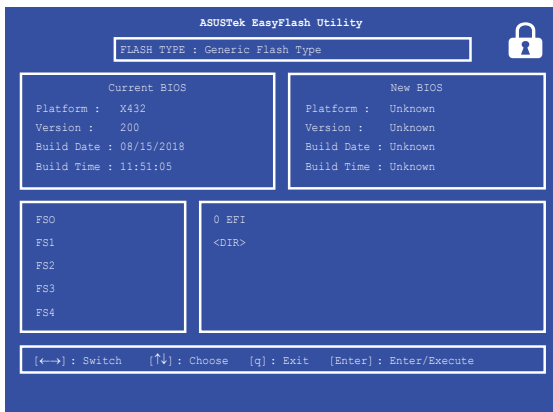 ASUSTek EasyFlash Utility
FLASH TYPE : Generic Flash Type
Current BIOS
Platform : X432
Version : 200
Build Date : 08/15/2018
Build Time : 11:51:05
New BIOS
Platform : Unknown
Version : Unknown
Build Date : Unknown
Build Time : Unknown
FS0
FS1
FS2
FS3
FS4
0 EFI
<DIR>
[←→] : Switch [↑↓] : Choose [q] : Exit [Enter] : Enter/Execute